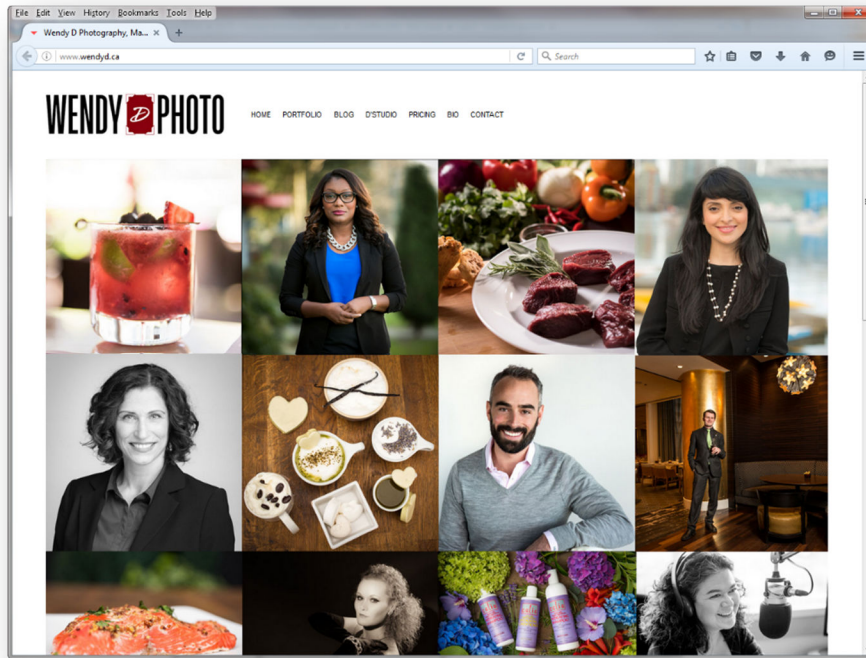 File Edit View History Bookmarks Tools Help
Wendy D Photography, Ma...
www.wendyd.ca
Search
WENDY D PHOTO
HOME PORTFOLIO BLOG D'STUDIO PRICING BIO CONTACT